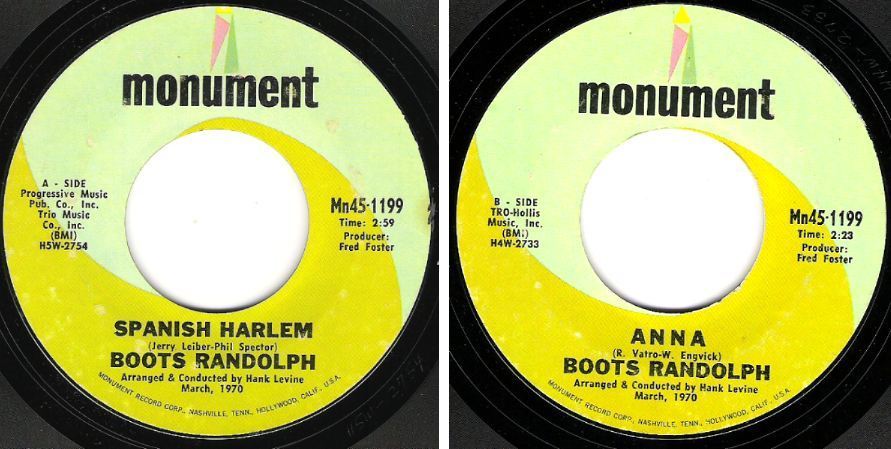 monument
A - SIDE
Progressive Music
Pub. Co., Inc.
Trio Music
Co., Inc.
(BMI)
H5W-2754
Mn45-1199
Time: 2:59
Producer:
Fred Foster
SPANISH HARLEM
(Jerry Leiber-Phil Spector)
BOOTS RANDOLPH
Arranged & Conducted by Hank Levine
March, 1970
MONUMENT RECORD CORP., NASHVILLE, TENN., HOLLYWOOD, CALIF., U.S.A.
monument
B - SIDE
TRO-Hollis
Music, Inc.
(BMI)
H4W-2733
Mn45-1199
Time: 2:23
Producer:
Fred Foster
ANNA
(R. Vatro-W. Engvick)
BOOTS RANDOLPH
Arranged & Conducted by Hank Levine
March, 1970
MONUMENT RECORD CORP., NASHVILLE, TENN., HOLLYWOOD, CALIF., U.S.A.